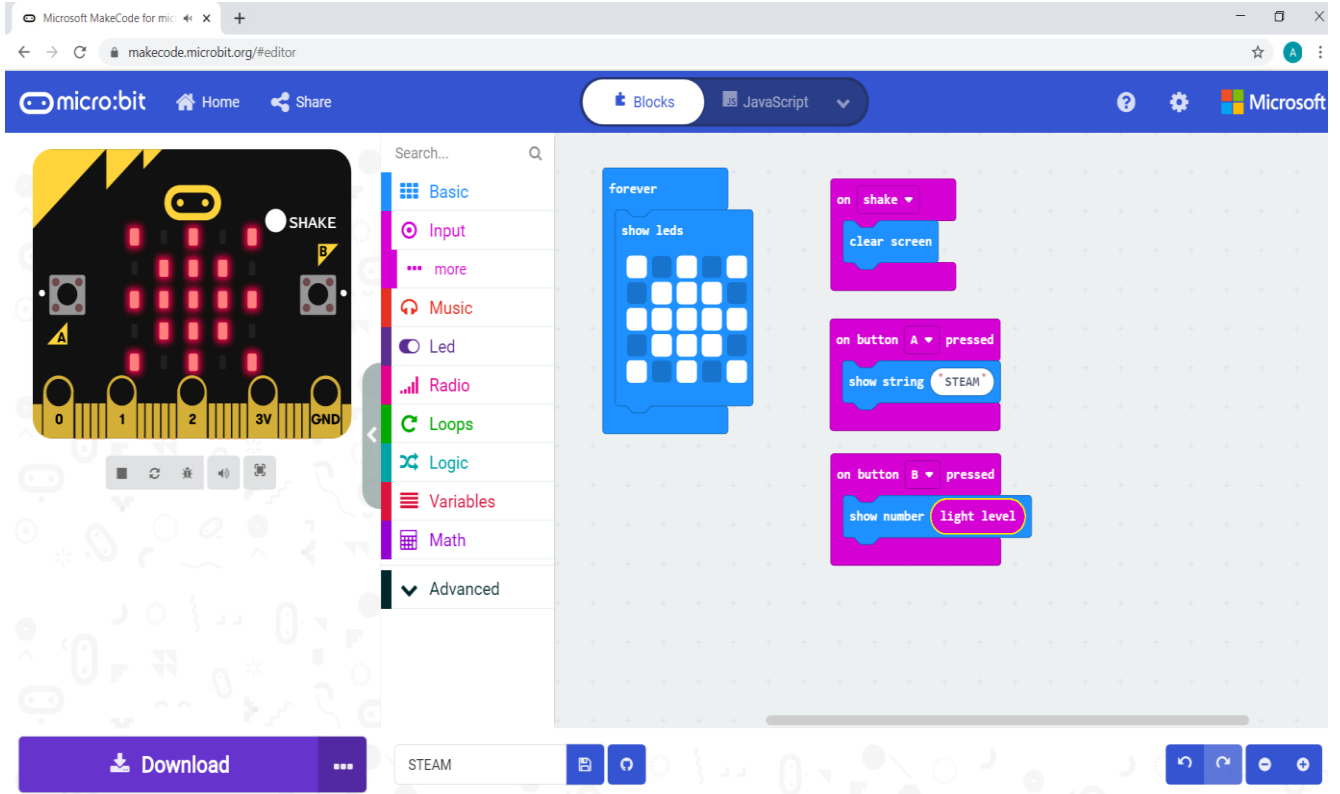 Microsoft MakeCode for mic
makecode.microbit.org/#editor
A
micro:bit
Home
Share
Blocks
JS JavaScript
?
Microsoft
SHAKE
B
A
0 1 2 3V GND
Search...
Basic
Input
more
Music
Led
Radio
Loops
Logic
Variables
Math
Advanced
forever
show leds
on shake
clear screen
on button A pressed
show string "STEAM"
on button B pressed
show number light level
Download
STEAM